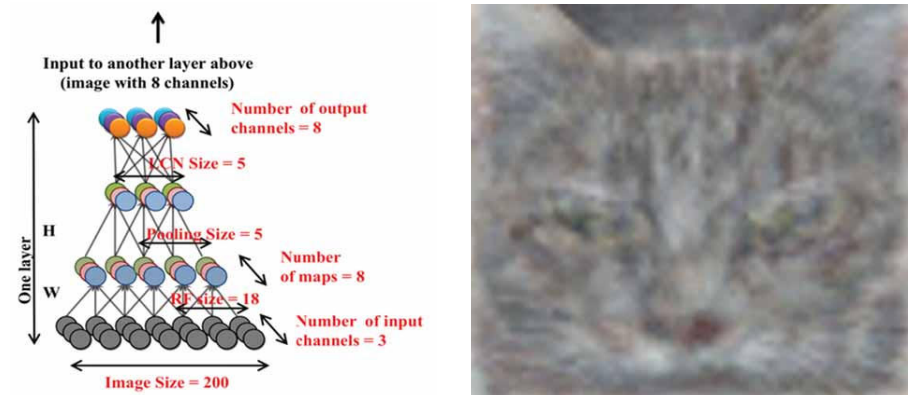 Input to another layer above
(image with 8 channels)
Number of output
channels = 8
LCN Size = 5
One layer
H
Pooling Size = 5
Number
of maps = 8
W
RF size = 18
Number of input
channels = 3
Image Size = 200